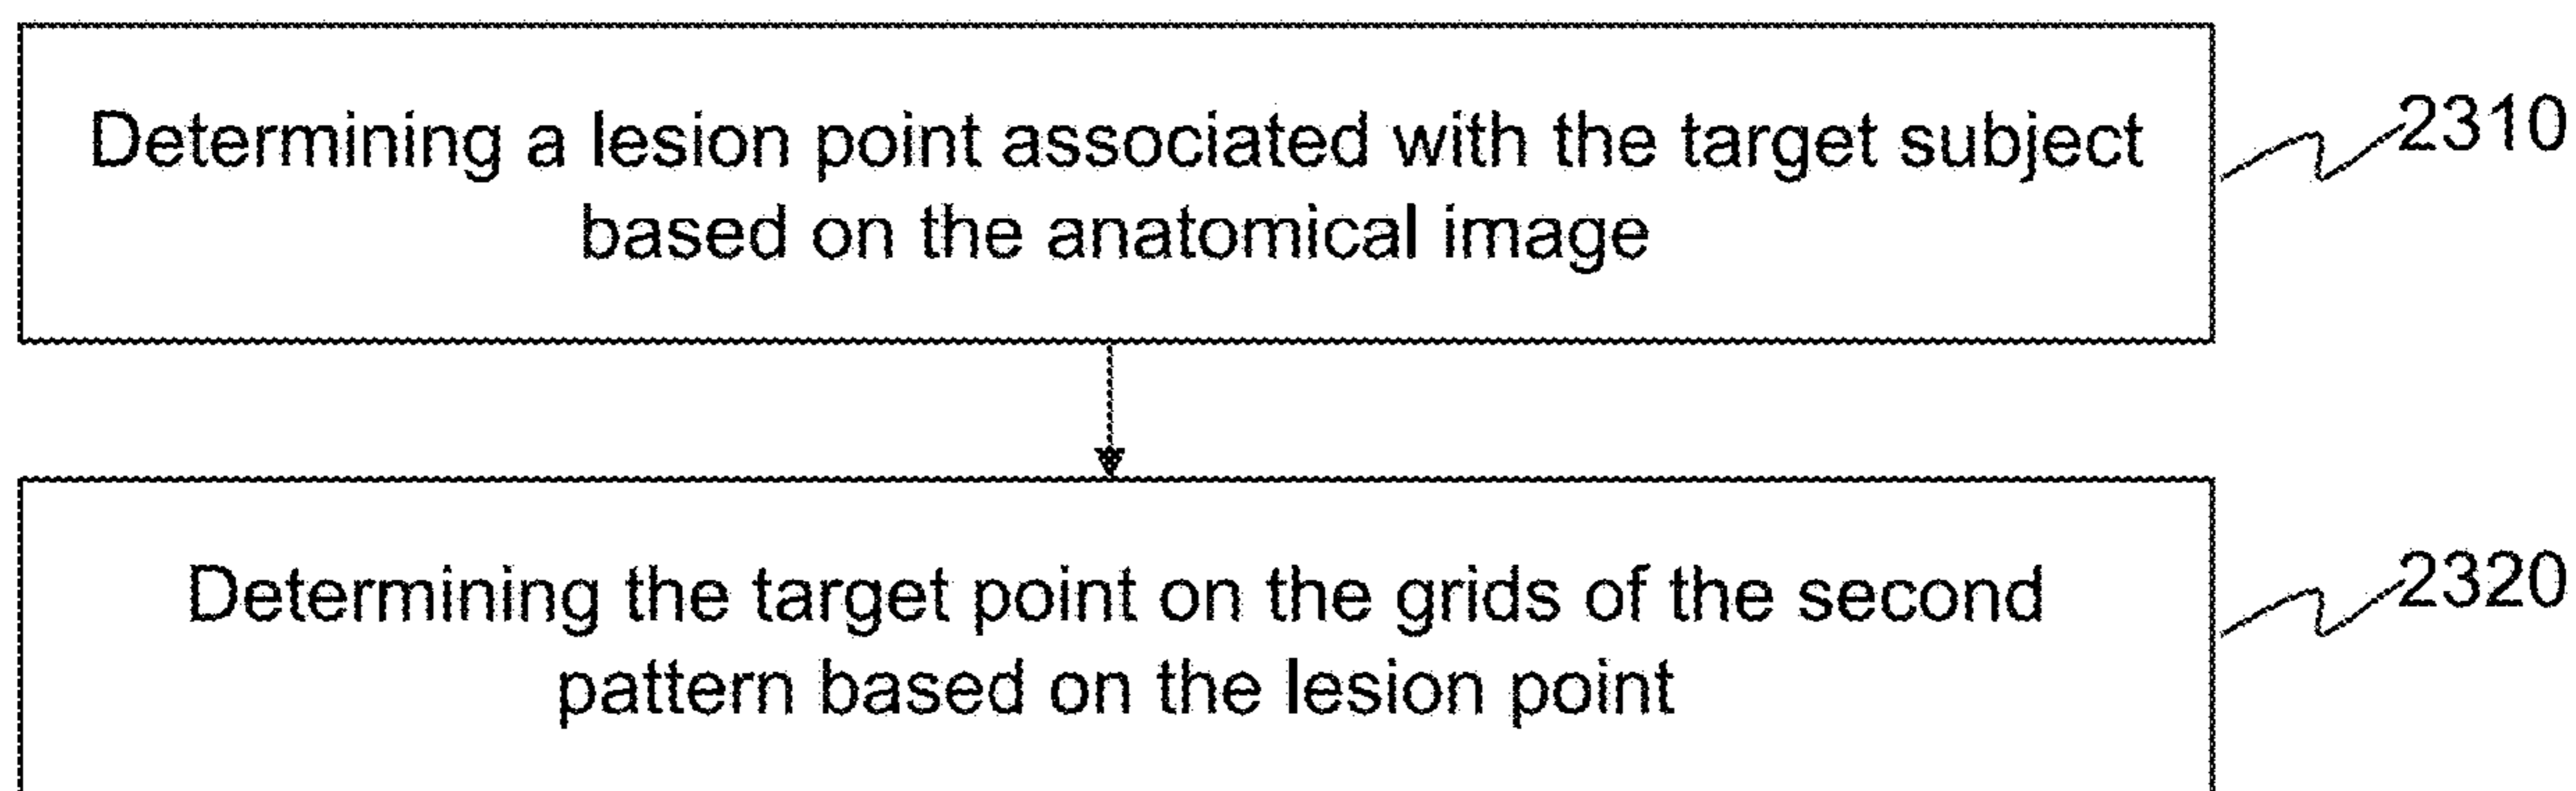 Determining a lesion point associated with the target subject
based on the anatomical image
2310
Determining the target point on the grids of the second
pattern based on the lesion point
2320